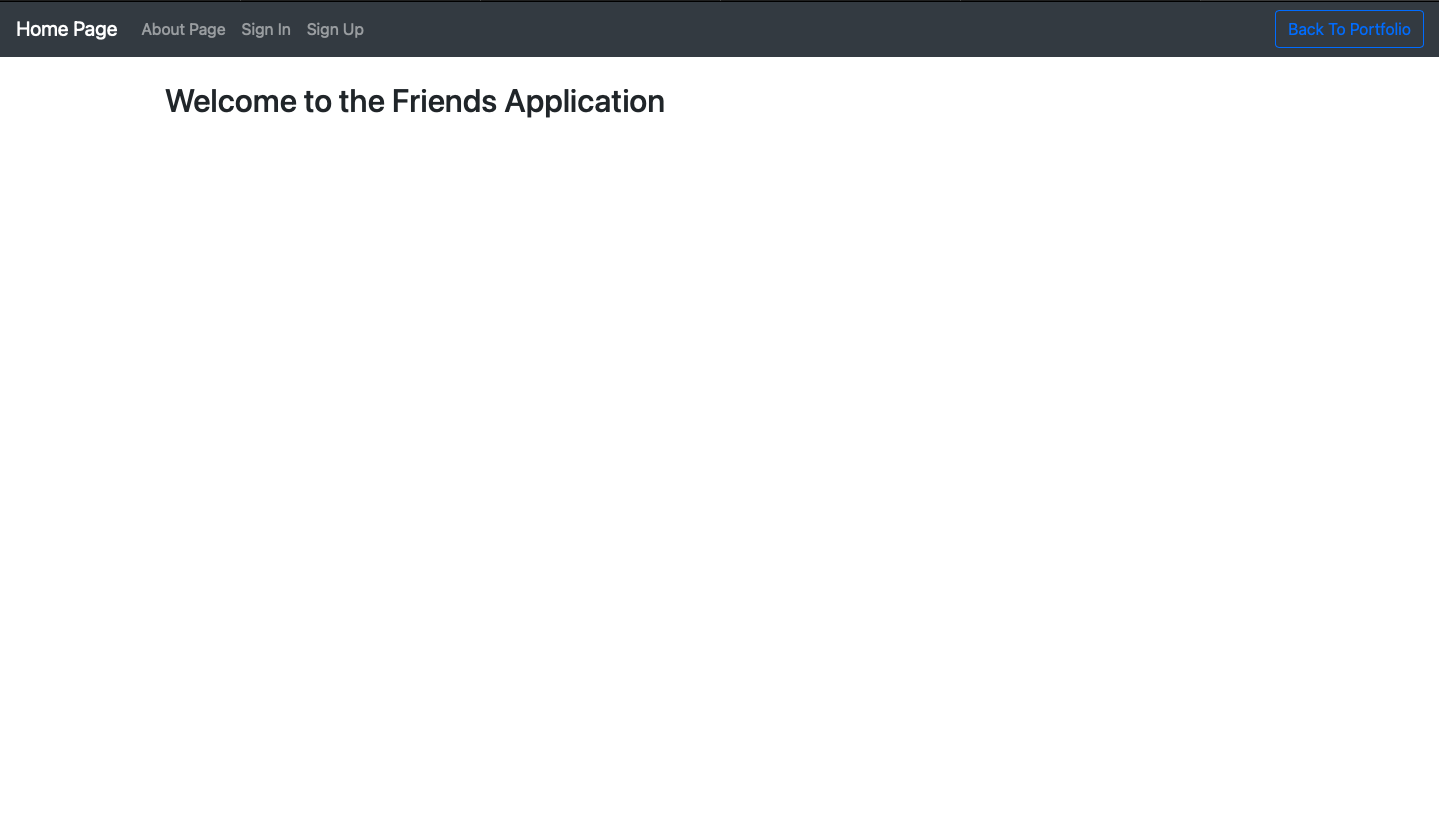 Home Page About Page Sign In Sign Up Back To Portfolio
Welcome to the Friends Application